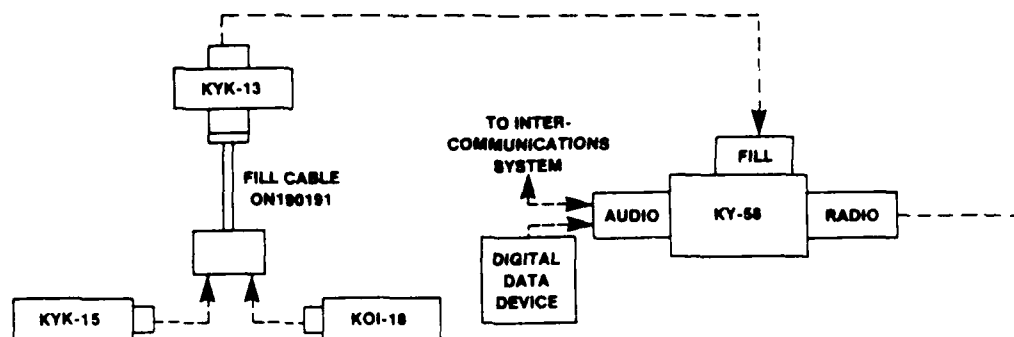 KYK-13
TO INTER-
COMMUNICATIONS
SYSTEM
FILL
FILL CABLE
ON190191
AUDIO
KY-58
RADIO
DIGITAL
DATA
DEVICE
KYK-15
KOI-18